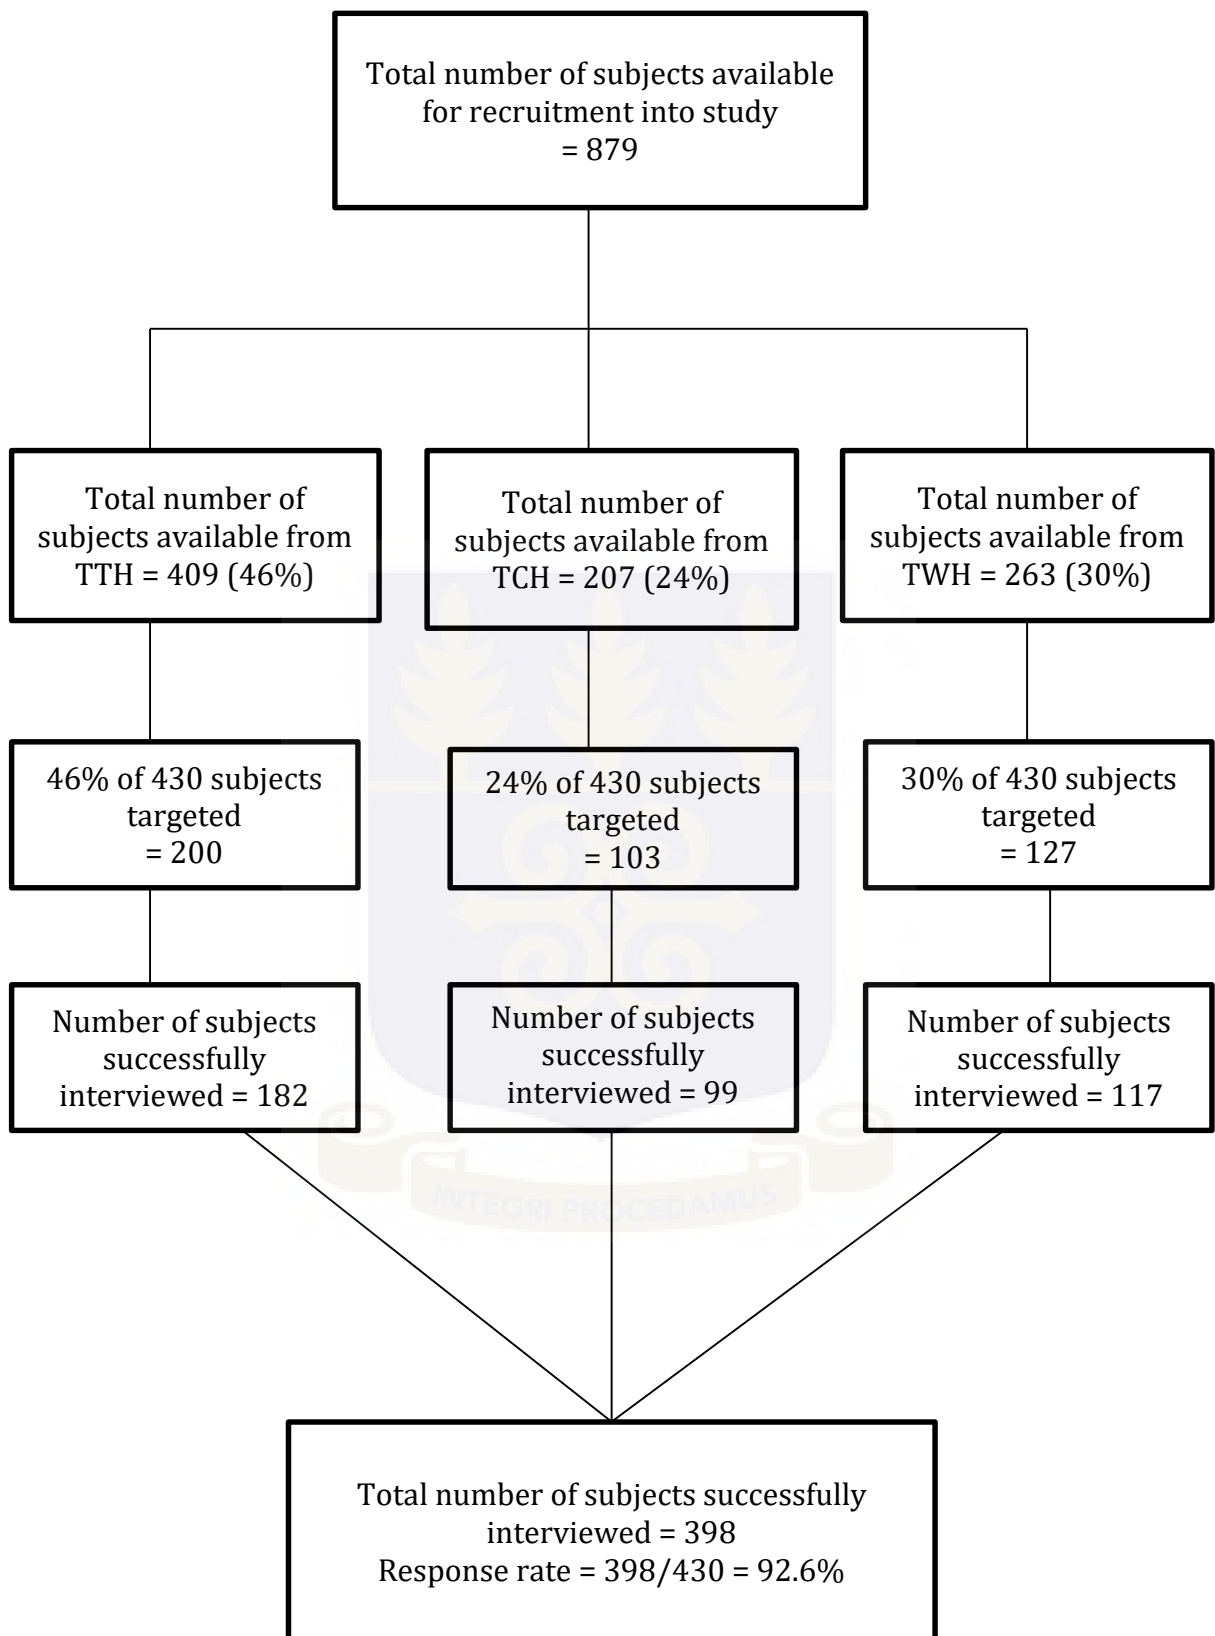 Total number of subjects available
for recruitment into study
= 879
Total number of
subjects available from
TTH = 409 (46%)
Total number of
subjects available from
TCH = 207 (24%)
Total number of
subjects available from
TWH = 263 (30%)
46% of 430 subjects
targeted
= 200
24% of 430 subjects
targeted
= 103
30% of 430 subjects
targeted
= 127
Number of subjects
successfully
interviewed = 182
Number of subjects
successfully
interviewed = 99
Number of subjects
successfully
interviewed = 117
INTEGRI PROCEDAMUS
Total number of subjects successfully
interviewed = 398
Response rate = 398/430 = 92.6%